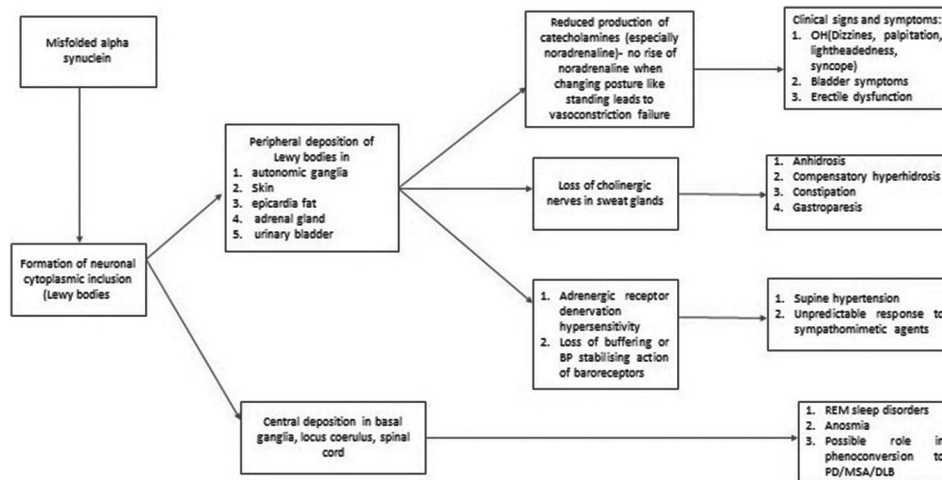 Misfolded alpha
synuclein
Formation of neuronal
cytoplasmic inclusion
(Lewy bodies
Peripheral deposition of
Lewy bodies in
1. autonomic ganglia
2. Skin
3. epicardia fat
4. adrenal gland
5. urinary bladder
Central deposition in basal
ganglia, locus coerulus, spinal
cord
Reduced production of
catecholamines (especially
noradrenaline)- no rise of
noradrenaline when
changing posture like
standing leads to
vasoconstriction failure
Clinical signs and symptoms:
1. OH(Dizzines, palpitation,
lightheadedness,
syncope)
2. Bladder symptoms
3. Erectile dysfunction
Loss of cholinergic
nerves in sweat glands
1. Anhidrosis
2. Compensatory hyperhidrosis
3. Constipation
4. Gastroparesis
1. Adrenergic receptor
denervation
hypersensitivity
2. Loss of buffering or
BP stabilising action
of baroreceptors
1. Supine hypertension
2. Unpredictable response to
sympathomimetic agents
1. REM sleep disorders
2. Anosmia
3. Possible role in
phenoconversion to
PD/MSA/DLB